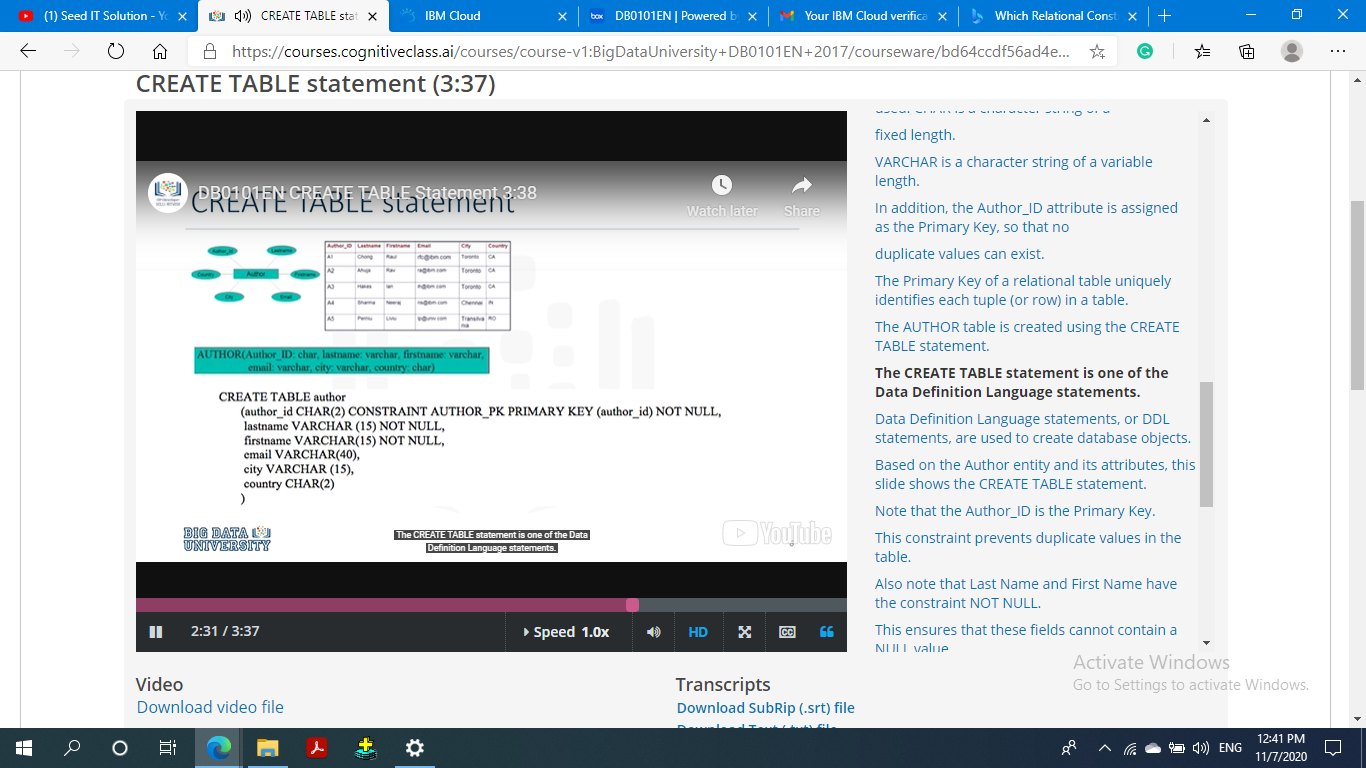 (1) Seed IT Solution - Yo
CREATE TABLE stat
IBM Cloud
box
DB0101EN | Powered b
Your IBM Cloud verifica
Which Relational Const
https://courses.cognitiveclass.ai/courses/course-v1:BigDataUniversity+DB0101EN+2017/courseware/bd64ccdf56ad4e...
CREATE TABLE statement (3:37)
DB0101EN CREATE TABLE Statement 3:38
Watch later
Share
CREATE TABLE statement
Author_Id
Lastname
Country
Author
Firstname
City
Email
Author_ID Lastname Firstname Email City Country
A1 Chong Raul rfc@ibm.com Toronto CA
A2 Ahuja Rav ra@ibm.com Toronto CA
A3 Hakes Ian ih@ibm.com Toronto CA
A4 Sharma Neeraj ns@ibm.com Chennai IN
A5 Perniu Liviu lp@univ.com Transilva
nia RO
AUTHOR(Author_ID: char, lastname: varchar, firstname: varchar,
email: varchar, city: varchar, country: char)
CREATE TABLE author
(author_id CHAR(2) CONSTRAINT AUTHOR_PK PRIMARY KEY (author_id) NOT NULL,
lastname VARCHAR (15) NOT NULL,
firstname VARCHAR(15) NOT NULL,
email VARCHAR(40),
city VARCHAR (15),
country CHAR(2)
)
BIG DATA
UNIVERSITY
The CREATE TABLE statement is one of the Data
Definition Language statements.
YouTube
2:31 / 3:37
Speed 1.0x
HD
CC
used. CHAR is a character string of a
fixed length.
VARCHAR is a character string of a variable
length.
In addition, the Author_ID attribute is assigned
as the Primary Key, so that no
duplicate values can exist.
The Primary Key of a relational table uniquely
identifies each tuple (or row) in a table.
The AUTHOR table is created using the CREATE
TABLE statement.
The CREATE TABLE statement is one of the
Data Definition Language statements.
Data Definition Language statements, or DDL
statements, are used to create database objects.
Based on the Author entity and its attributes, this
slide shows the CREATE TABLE statement.
Note that the Author_ID is the Primary Key.
This constraint prevents duplicate values in the
table.
Also note that Last Name and First Name have
the constraint NOT NULL.
This ensures that these fields cannot contain a
NULL value
Activate Windows
Go to Settings to activate Windows.
Video
Download video file
Transcripts
Download SubRip (.srt) file
Download Text (.txt) file
ENG
12:41 PM
11/7/2020